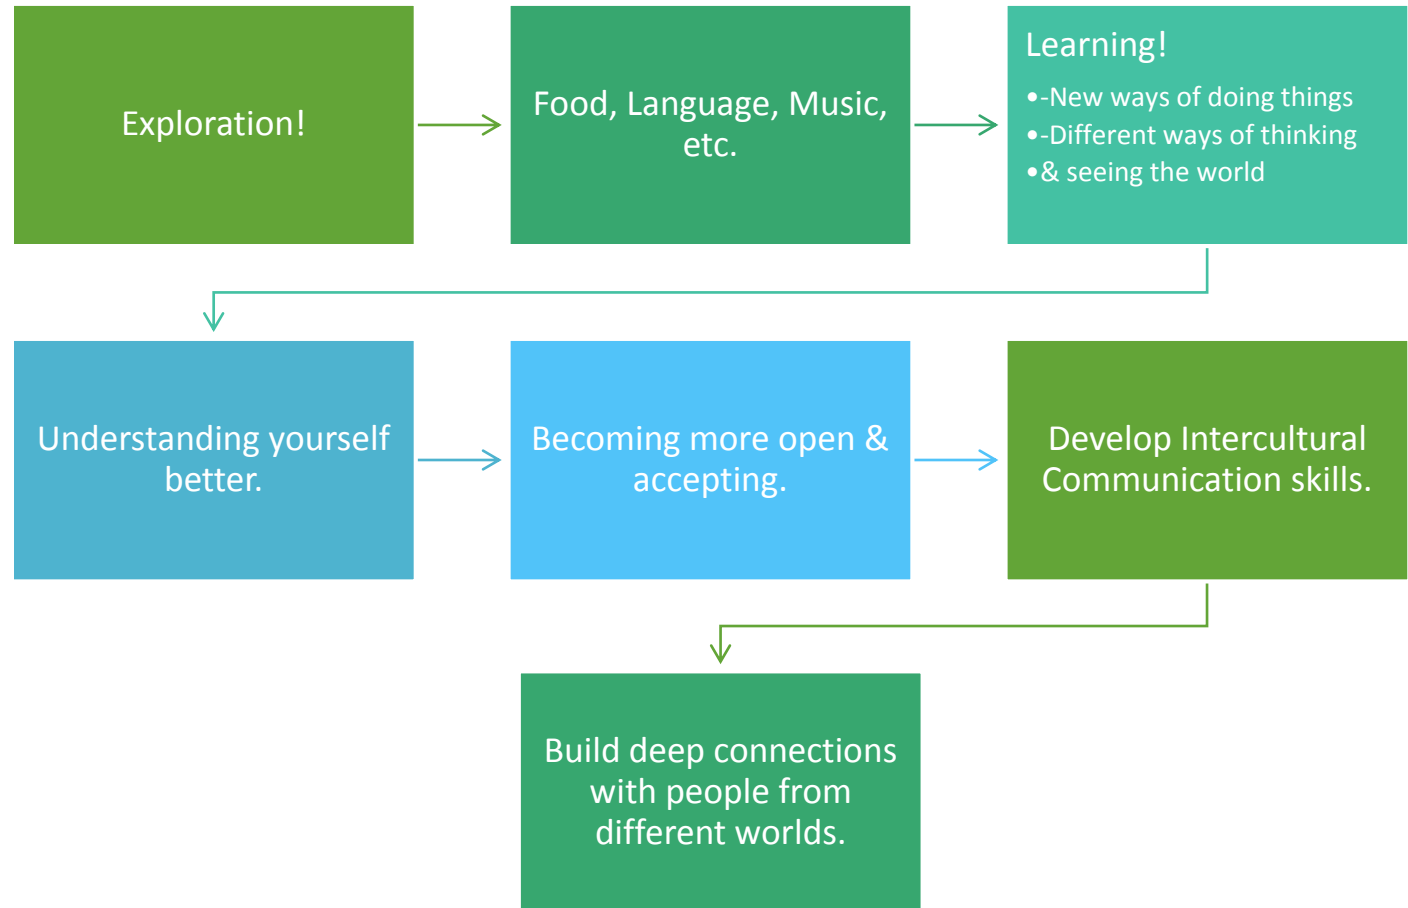 Exploration!
Food, Language, Music,
etc.
Learning!
•-New ways of doing things
•-Different ways of thinking
•& seeing the world
Understanding yourself
better.
Becoming more open &
accepting.
Develop Intercultural
Communication skills.
Build deep connections
with people from
different worlds.